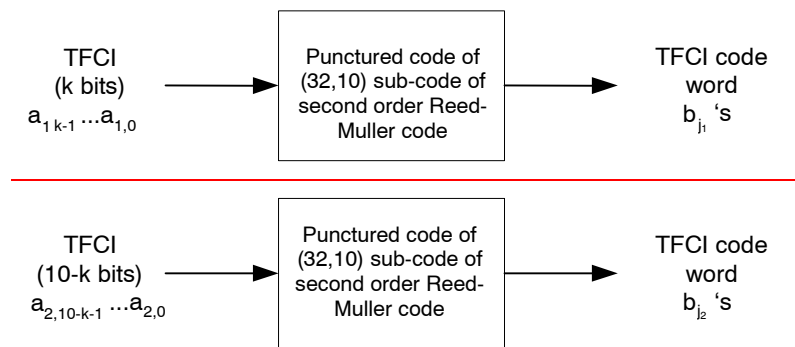 TFCI
(k bits)
a1 k-1 ...a1,0
Punctured code of
(32,10) sub-code of
second order Reed-
Muller code
TFCI code
word
bj1 ‘s
TFCI
(10-k bits)
a2,10-k-1 ...a2,0
Punctured code of
(32,10) sub-code of
second order Reed-
Muller code
TFCI code
word
bj2 ‘s